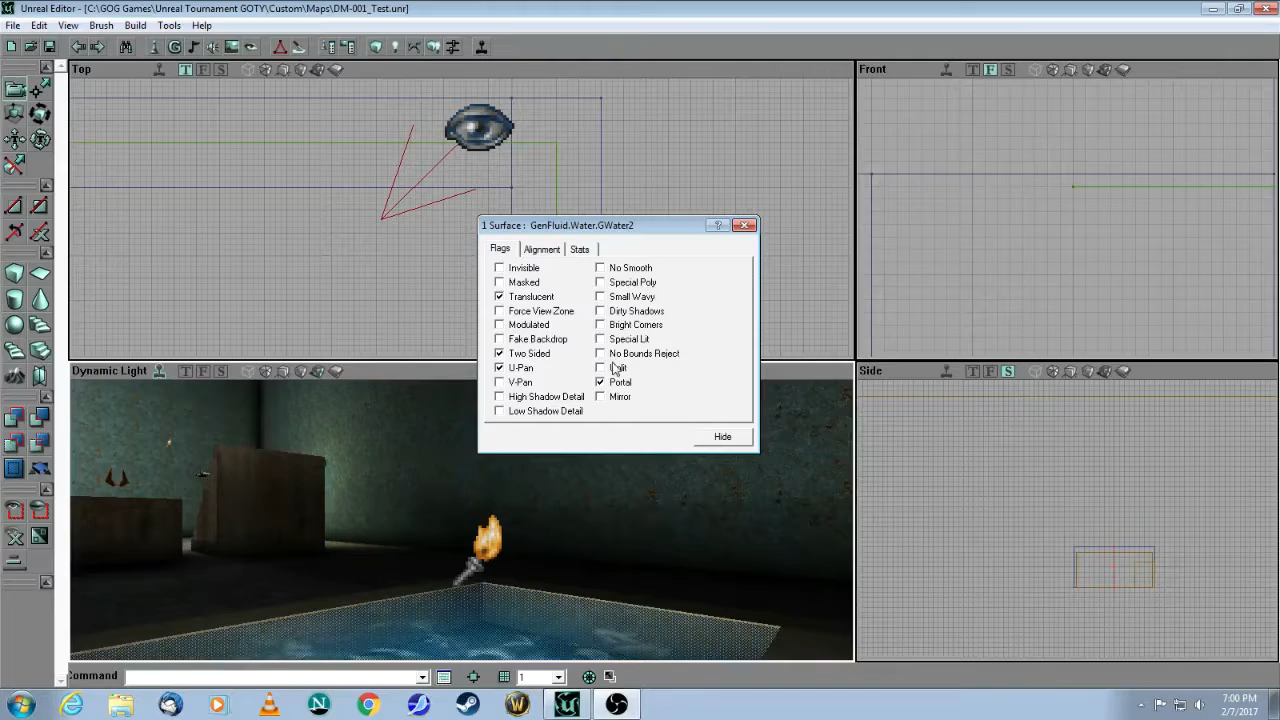 Unreal Editor - [C:\GOG Games\Unreal Tournament GOTY\Custom\Maps\DM-001_Test.unr]
File Edit View Brush Build Tools Help
Top T F S
Front T F S
1 Surface : GenFluid.Water.GWater2
Flags Alignment Stats
Invisible No Smooth
Masked Special Poly
Translucent Small Wavy
Force View Zone Dirty Shadows
Modulated Bright Corners
Fake Backdrop Special Lit
Two Sided No Bounds Reject
U-Pan
V-Pan Portal
High Shadow Detail Mirror
Low Shadow Detail
Hide
Dynamic Light T F S
Side T F S
Command 1
7:00 PM
2/7/2017